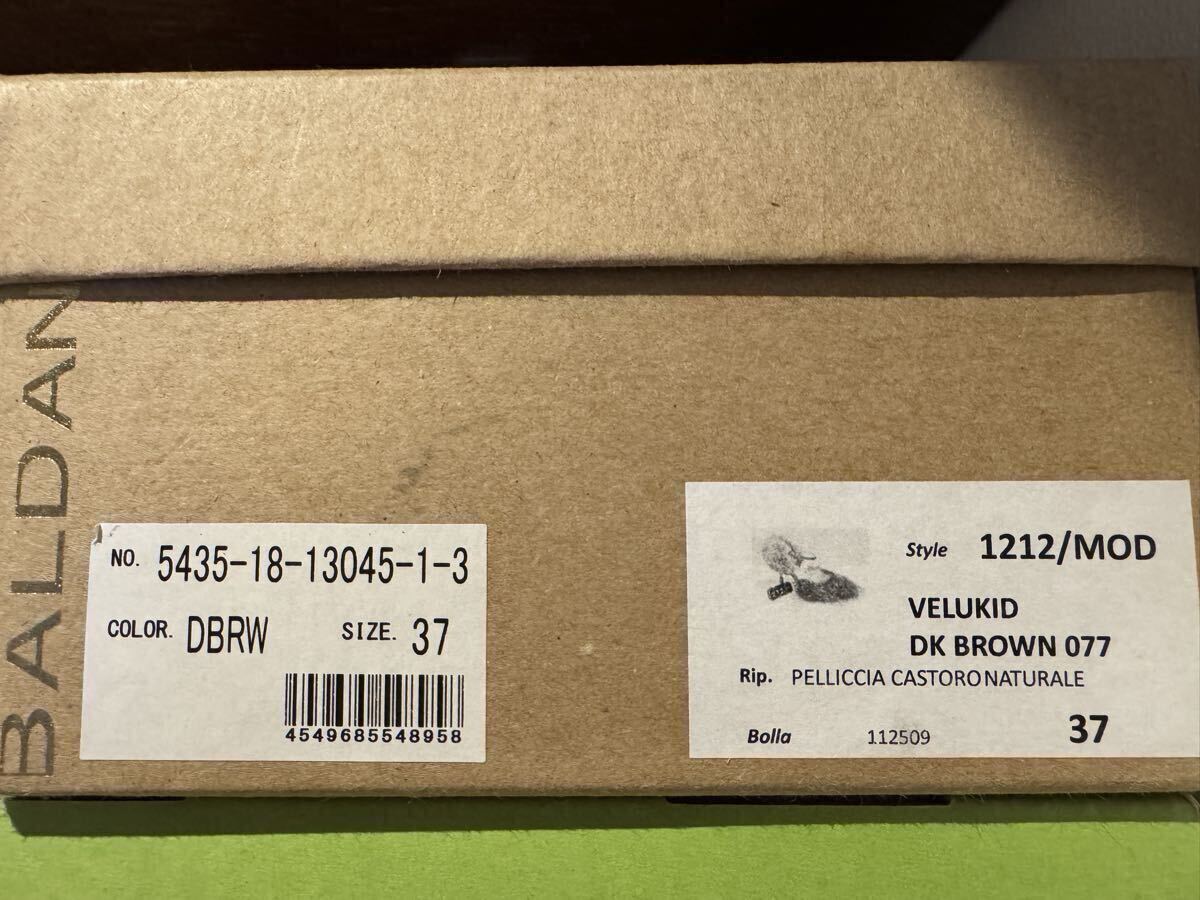 BALDAN
NO. 5435-18-13045-1-3
COLOR. DBRW SIZE. 37
4549685548958
Style 1212/MOD
VELUKID
DK BROWN 077
Rip. PELLICCIA CASTORO NATURALE
Bolla 112509 37